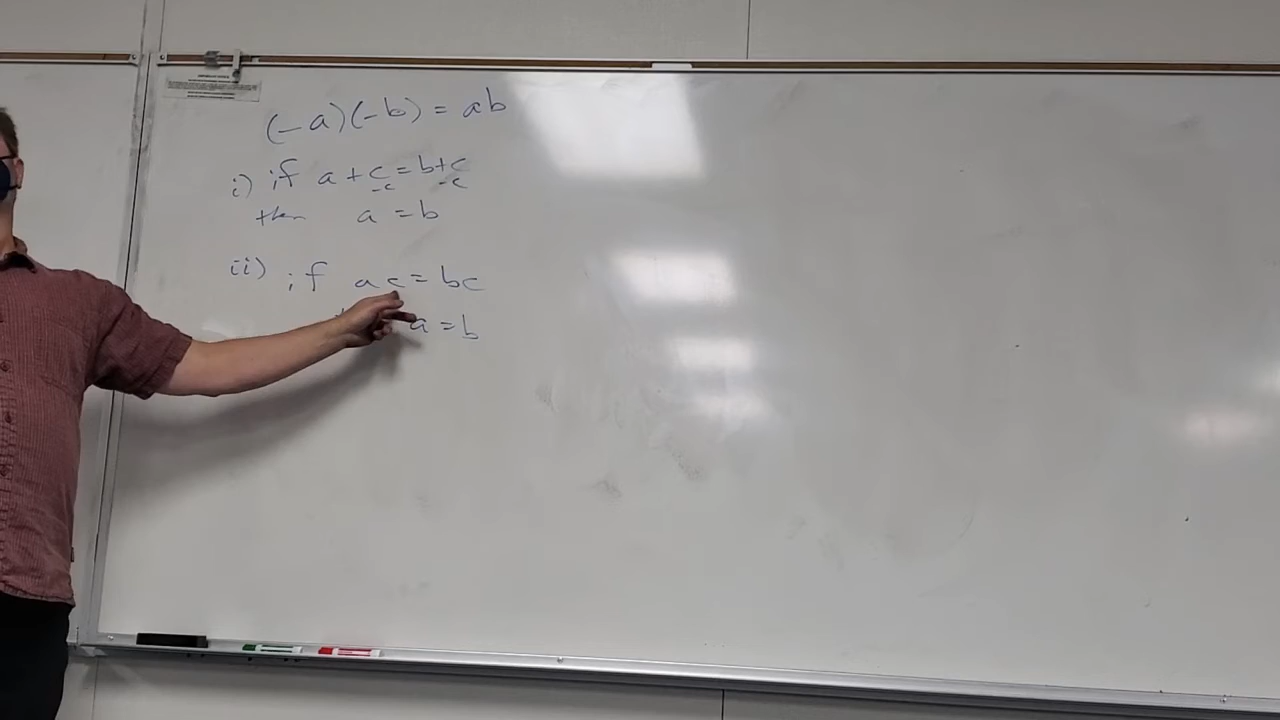 (-a)(-b) = ab
i) if a + c = b + c
-c -c
then a = b
ii) if ac = bc
a = b